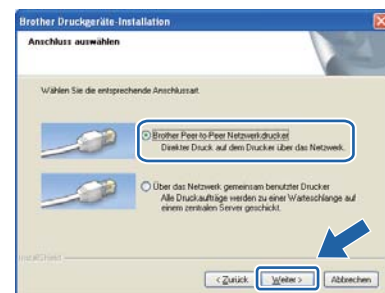 Brother Druckgeräte-Installation
Anschluss auswählen
Wählen Sie die entsprechende Anschlussart.
Brother Peer-to-Peer Netzwerkdrucker
Direkter Druck auf dem Drucker über das Netzwerk.
Über das Netzwerk gemeinsam benutzter Drucker
Alle Druckaufträge werden zu einer Warteschlange auf
einem zentralen Server geschickt.
InstallShield
< Zurück
Weiter >
Abbrechen